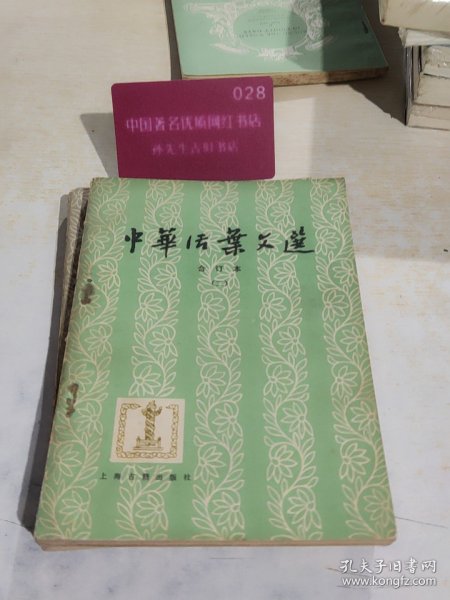 028
中国著名优质网红书店
孙先生古旧书店
中華活葉文選
合订本
(二)
上海古籍出版社
孔夫子旧书网
www.kongfz.com